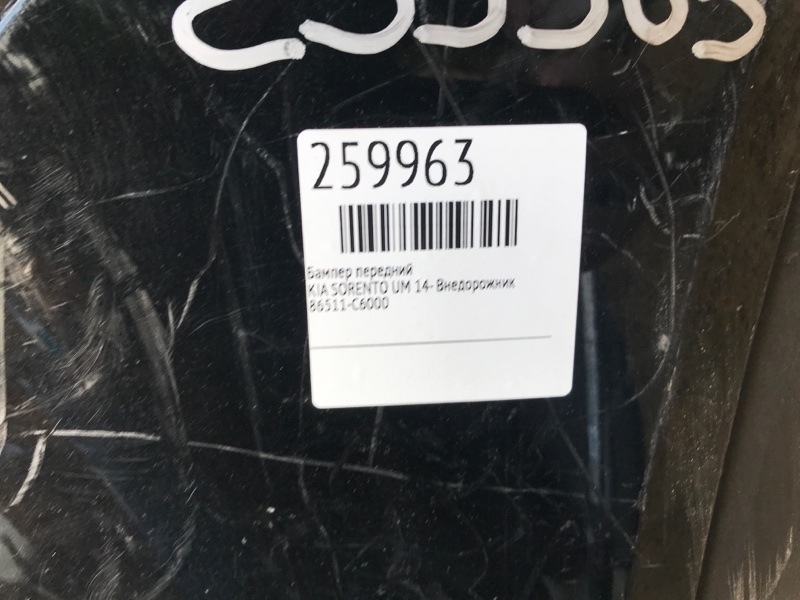 259963
Бампер передний
KIA SORENTO UM 14- Внедорожник
86511-C6000